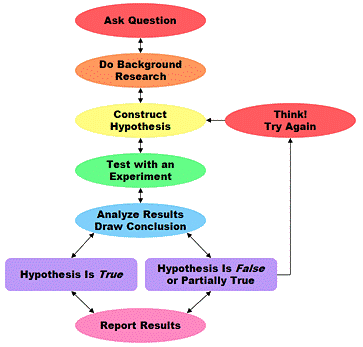 Ask Question
Do Background
Research
Construct
Hypothesis
Think!
Try Again
Test with an
Experiment
Analyze Results
Draw Conclusion
Hypothesis Is True
Hypothesis Is False
or Partially True
Report Results